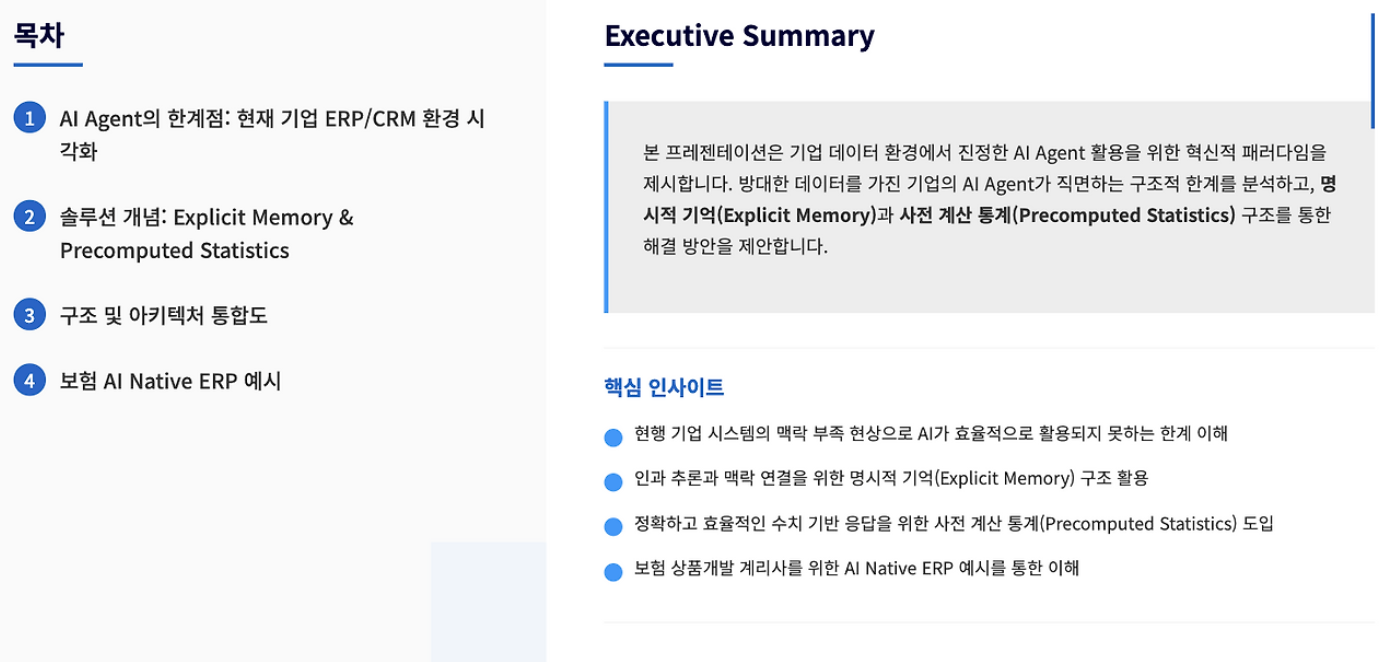 목차
1 AI Agent의 한계점: 현재 기업 ERP/CRM 환경 시
각화
2 솔루션 개념: Explicit Memory &
Precomputed Statistics
3 구조 및 아키텍처 통합도
4 보험 AI Native ERP 예시
Executive Summary
본 프레젠테이션은 기업 데이터 환경에서 진정한 AI Agent 활용을 위한 혁신적 패러다임을
제시합니다. 방대한 데이터를 가진 기업의 AI Agent가 직면하는 구조적 한계를 분석하고, 명
시적 기억(Explicit Memory)과 사전 계산 통계(Precomputed Statistics) 구조를 통한
해결 방안을 제안합니다.
핵심 인사이트
현행 기업 시스템의 맥락 부족 현상으로 AI가 효율적으로 활용되지 못하는 한계 이해
인과 추론과 맥락 연결을 위한 명시적 기억(Explicit Memory) 구조 활용
정확하고 효율적인 수치 기반 응답을 위한 사전 계산 통계(Precomputed Statistics) 도입
보험 상품개발 계리사를 위한 AI Native ERP 예시를 통한 이해